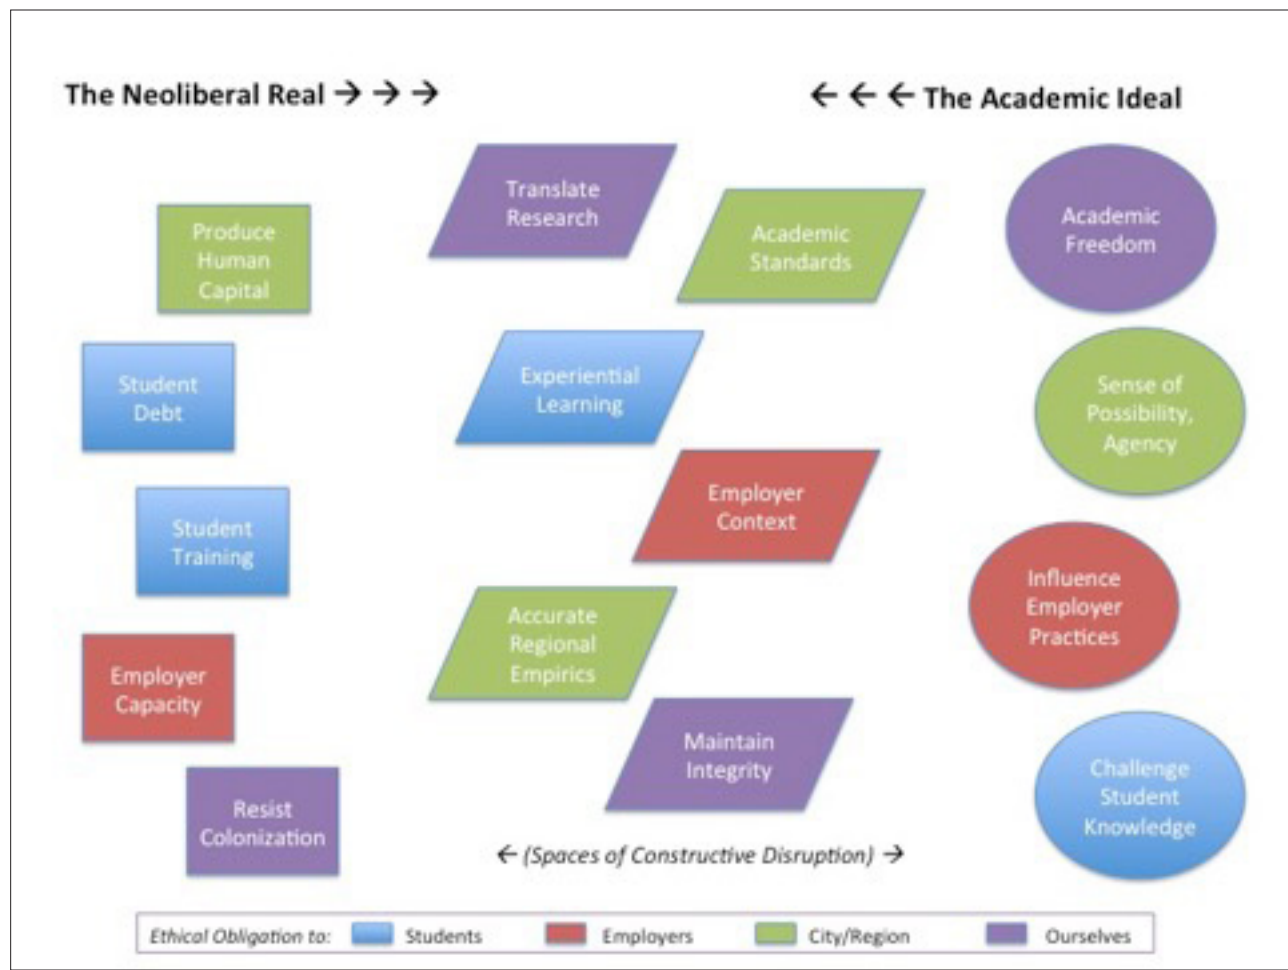 The Neoliberal Real → → →
← ← ← The Academic Ideal
Produce
Human
Capital
Student
Debt
Student
Training
Employer
Capacity
Resist
Colonization
Translate
Research
Academic
Standards
Experiential
Learning
Employer
Context
Accurate
Regional
Empirics
Maintain
Integrity
Academic
Freedom
Sense of
Possibility,
Agency
Influence
Employer
Practices
Challenge
Student
Knowledge
← (Spaces of Constructive Disruption) →
Ethical Obligation to: Students Employers City/Region Ourselves